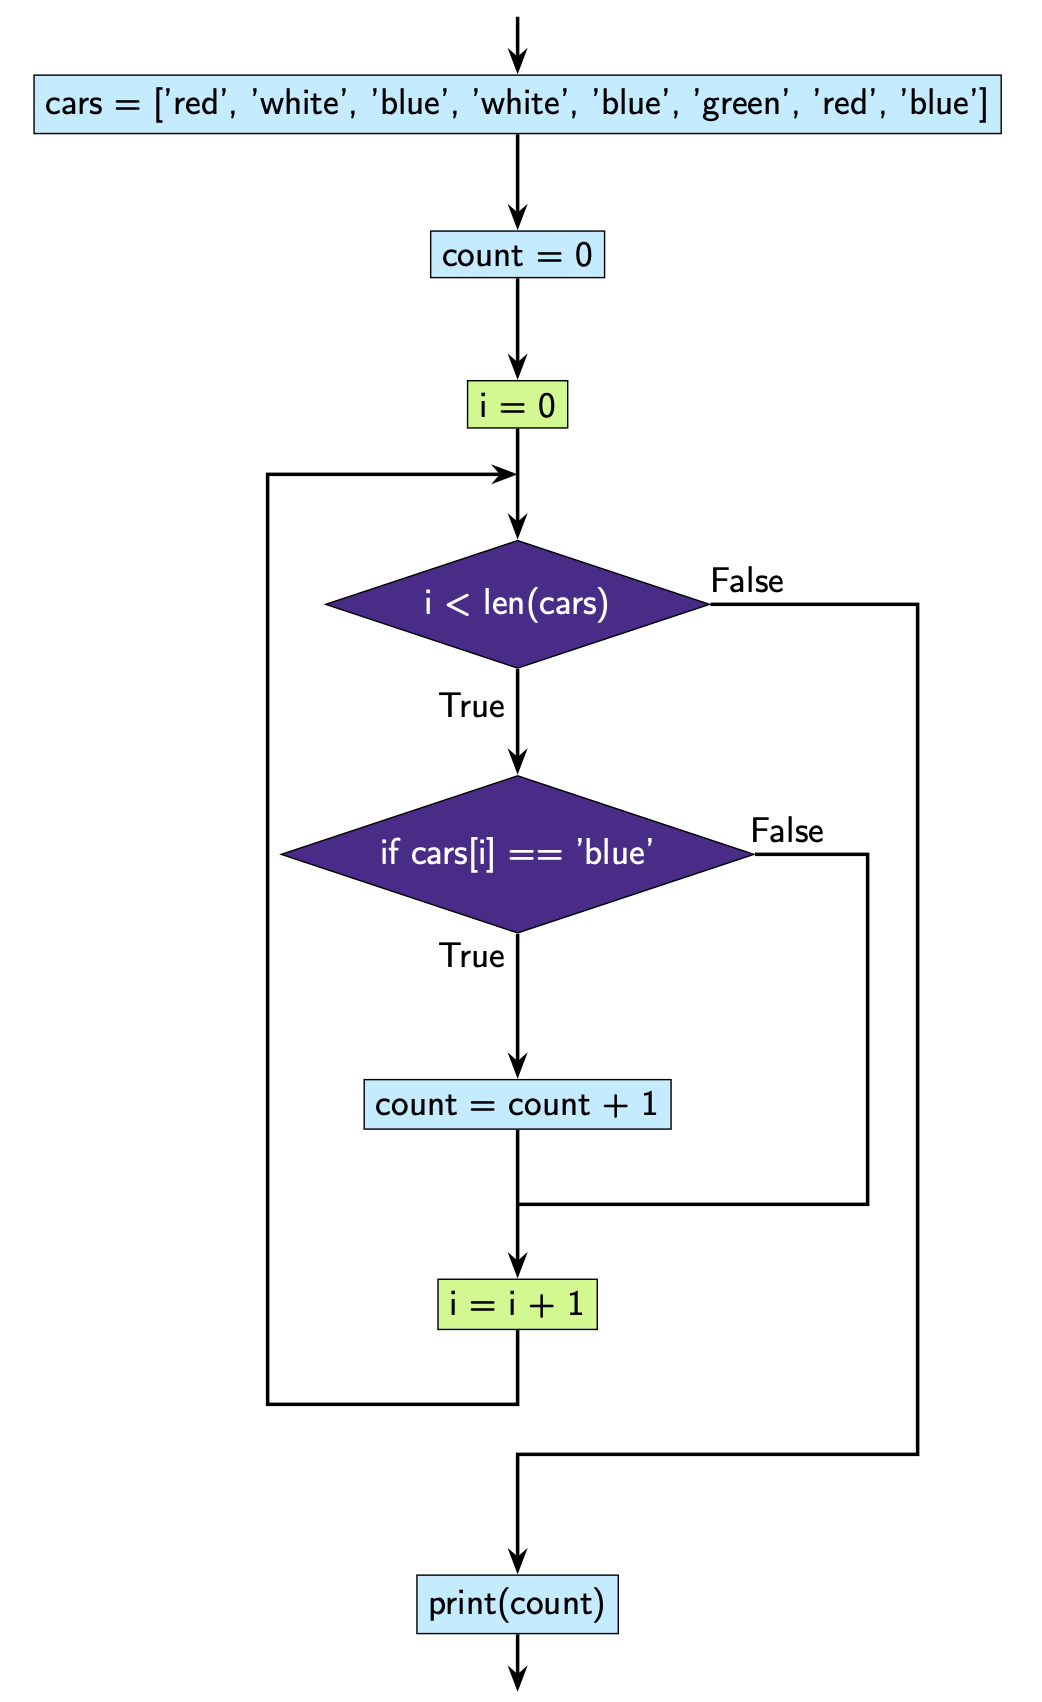 cars = ['red', 'white', 'blue', 'white', 'blue', 'green', 'red', 'blue']
count = 0
i = 0
i < len(cars)
False
True
if cars[i] == 'blue'
False
True
count = count + 1
i = i + 1
print(count)